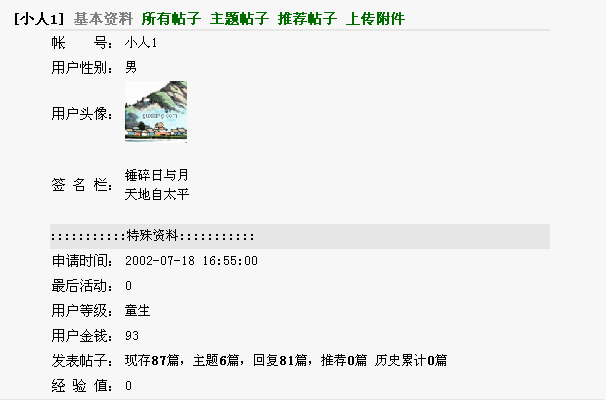 [小人1] 基本资料 所有帖子 主题帖子 推荐帖子 上传附件
帐 号: 小人1
用户性别: 男
用户头像:
签 名 栏: 锤碎日与月
天地自太平
:::::::::::特殊资料:::::::::::
申请时间: 2002-07-18 16:55:00
最后活动: 0
用户等级: 童生
用户金钱: 93
发表帖子: 现存87篇，主题6篇，回复81篇，推荐0篇 历史累计0篇
经 验 值: 0